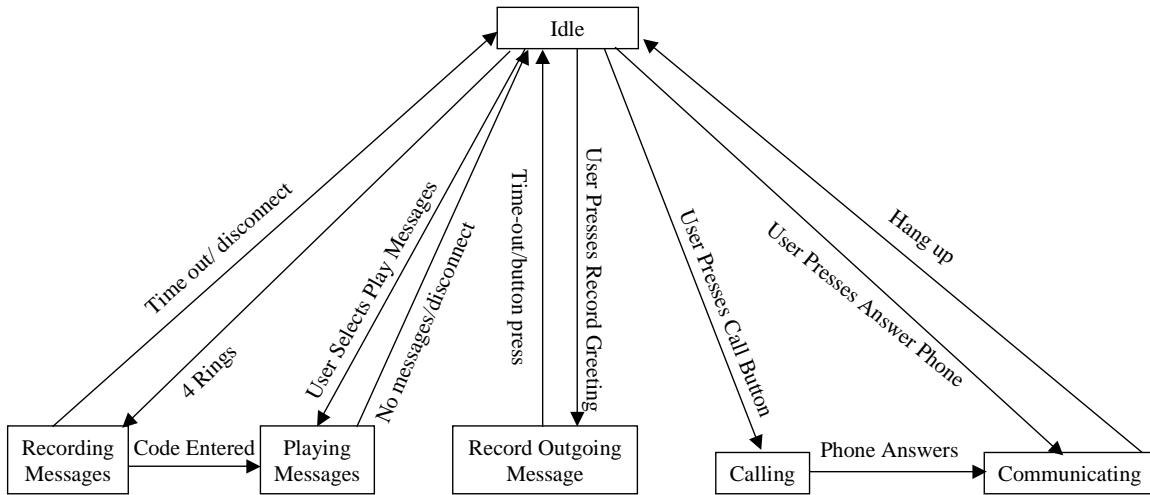 Idle
Time out/ disconnect
4 Rings
User Selects Play Messages
No messages/disconnect
Time-out/button
press
User Presses Record Greeting
User Presses Call Button
User Presses Answer Phone
Hang up
Recording
Messages
Code Entered
Playing
Messages
Record Outgoing
Message
Calling
Phone Answers
Communicating